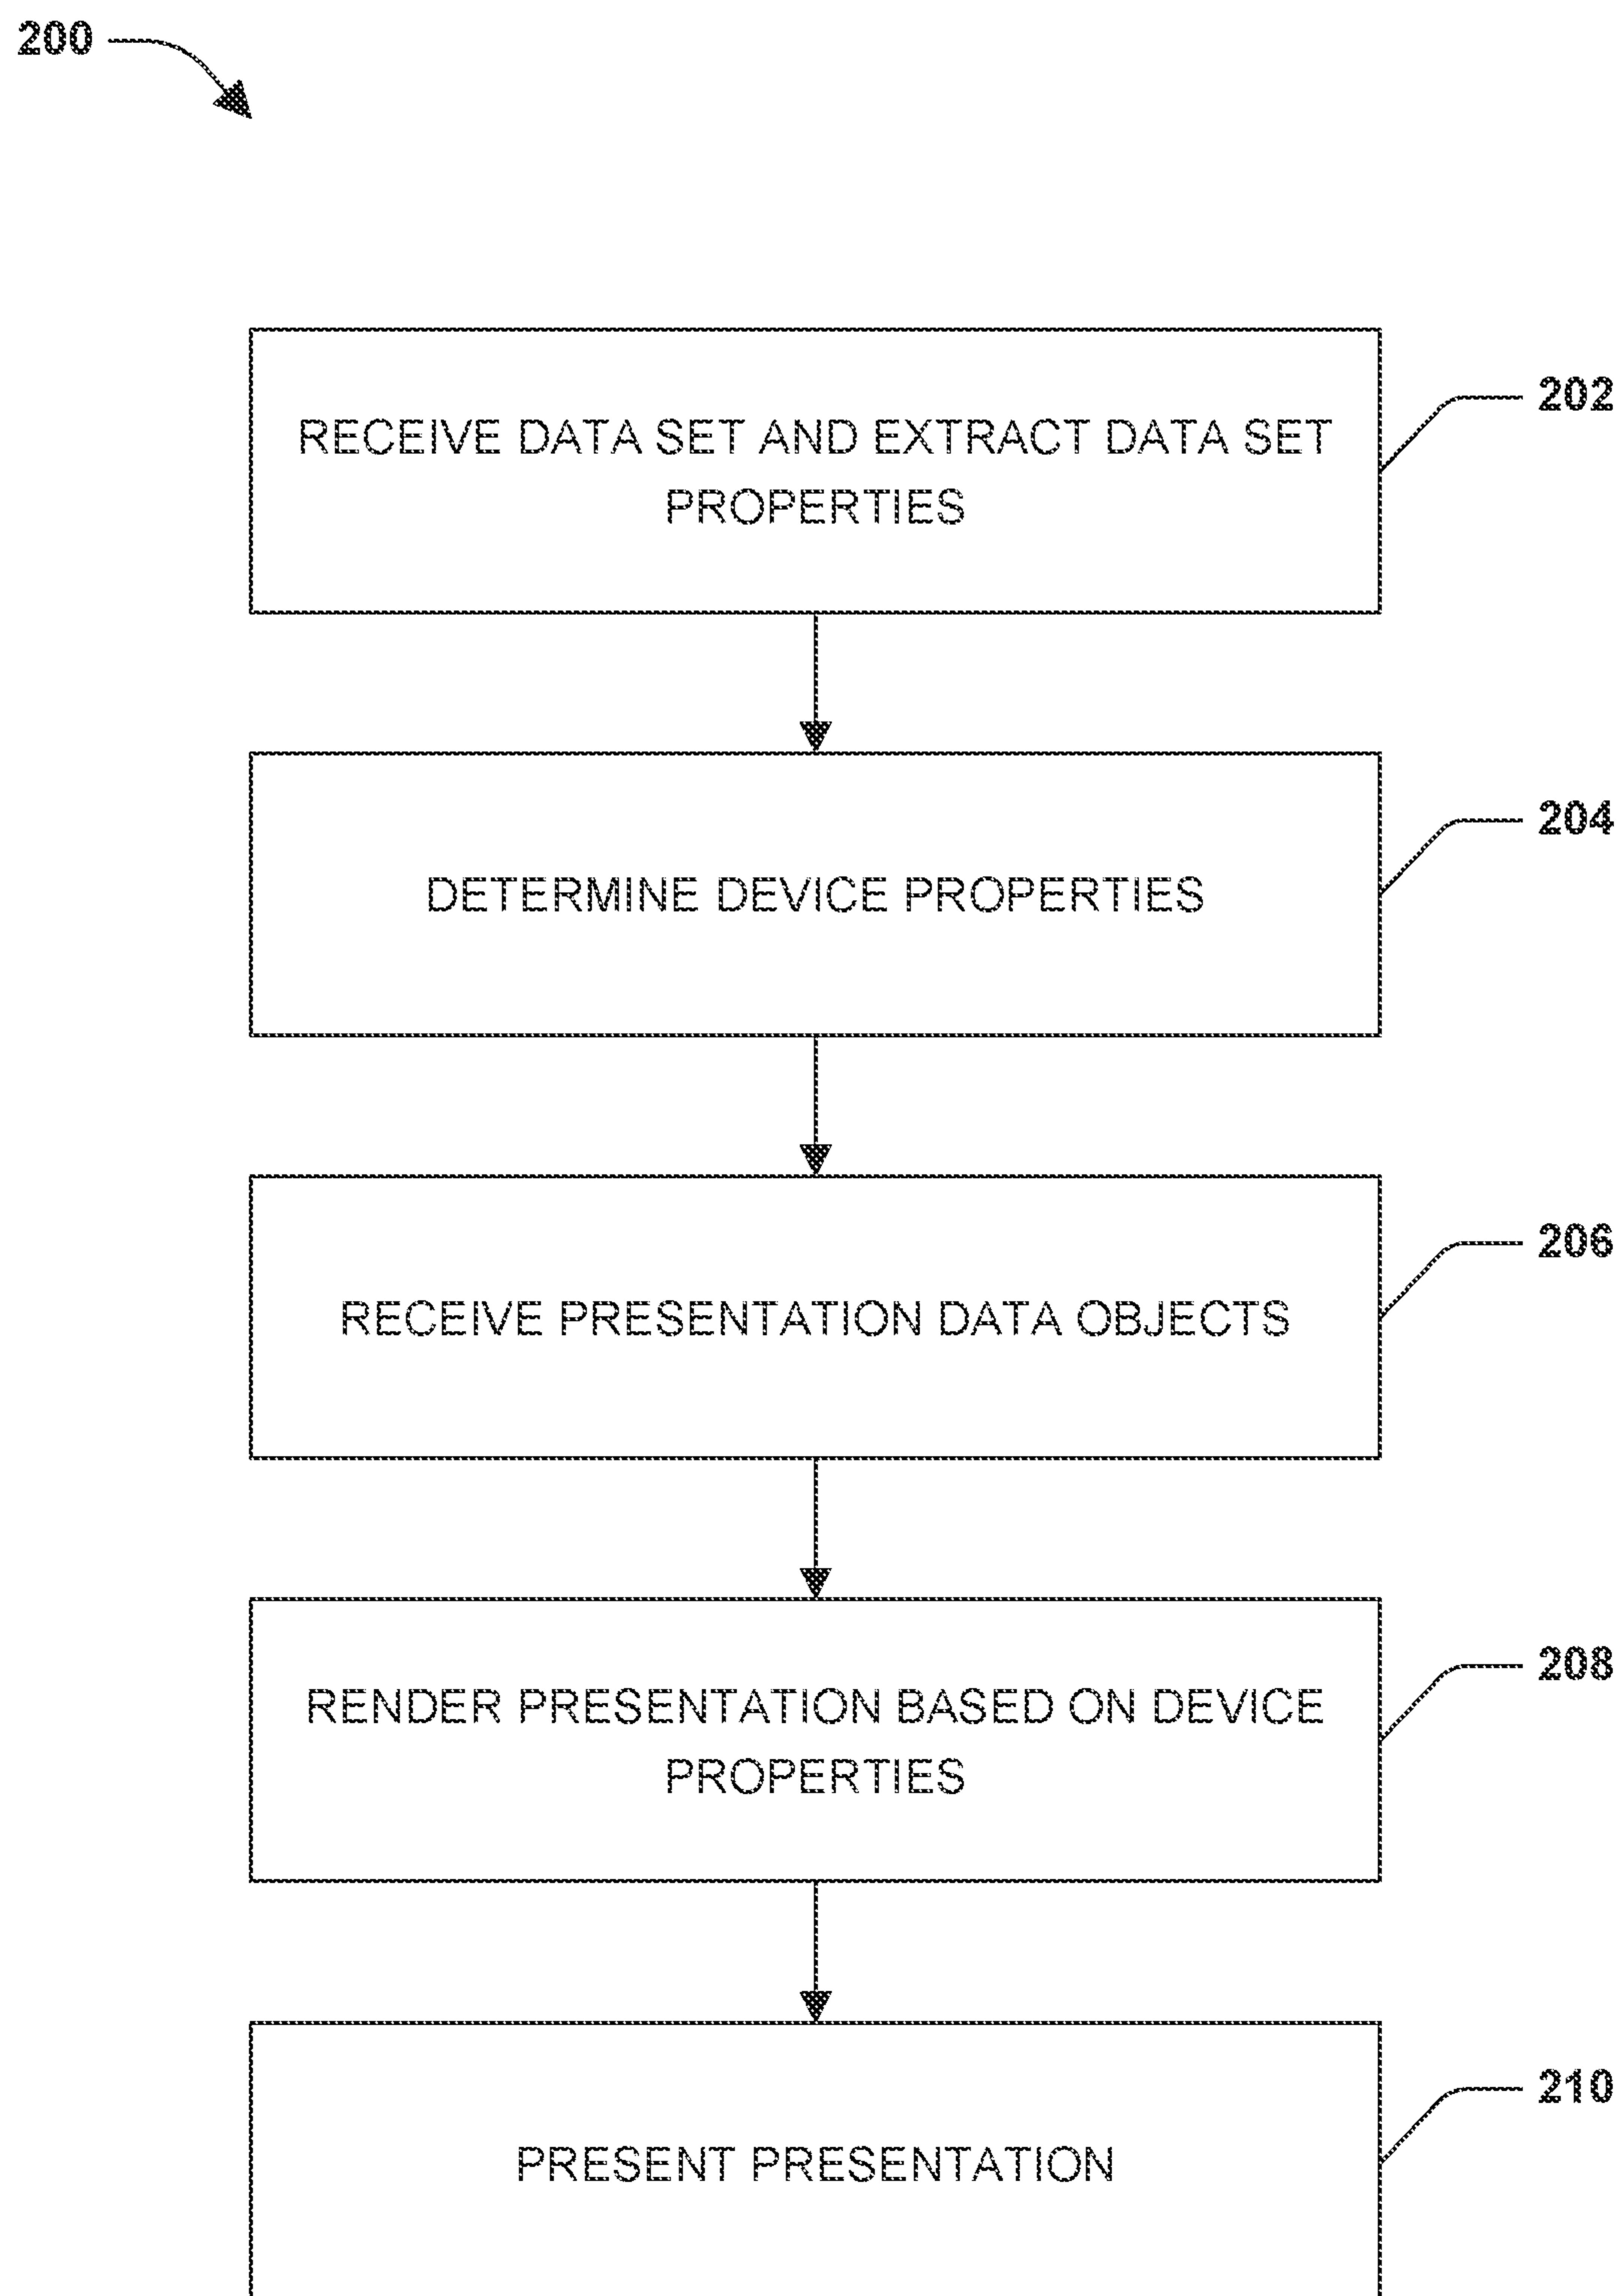 200
RECEIVE DATA SET AND EXTRACT DATA SET
PROPERTIES
202
DETERMINE DEVICE PROPERTIES
204
RECEIVE PRESENTATION DATA OBJECTS
206
RENDER PRESENTATION BASED ON DEVICE
PROPERTIES
208
PRESENT PRESENTATION
210